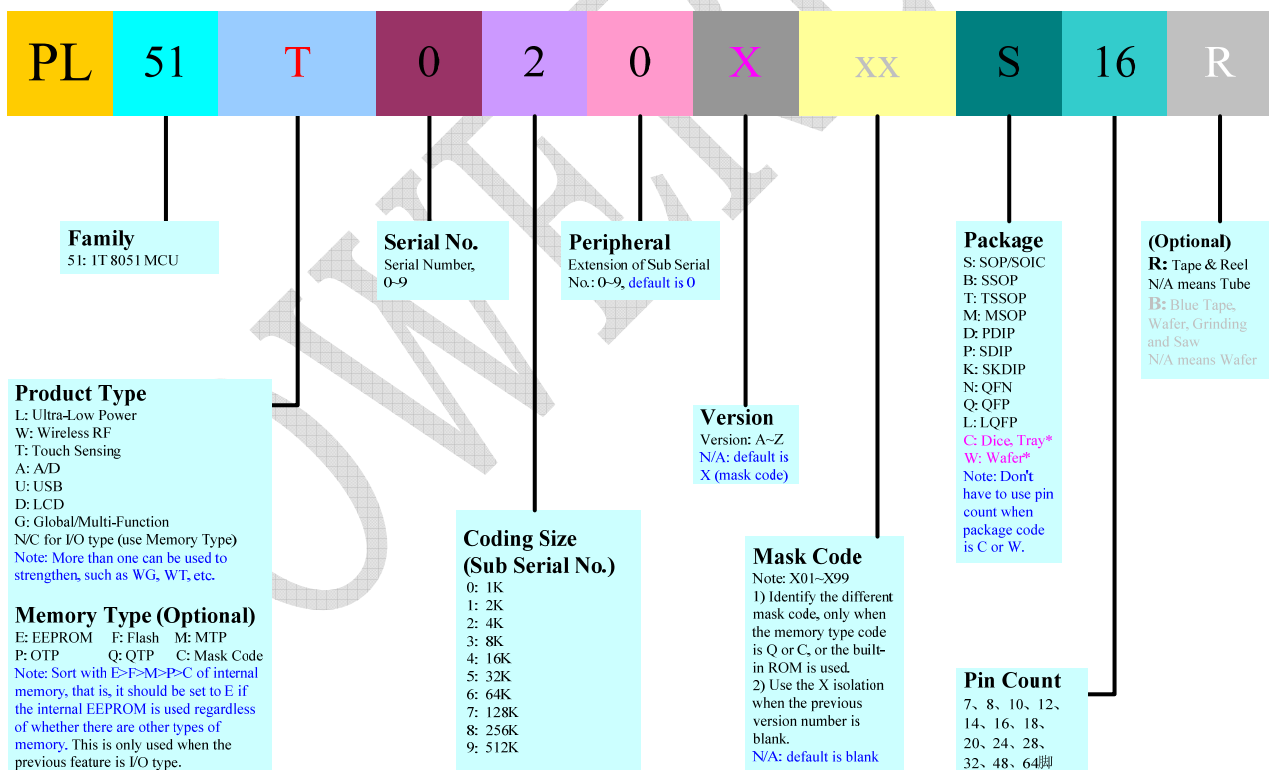 PL 51 T 0 2 0 X xx S 16 R
Family
51: 1T 8051 MCU
Serial No.
Serial Number,
0~9
Peripheral
Extension of Sub Serial
No.: 0~9, default is 0
Package
S: SOP/SOIC
B: SSOP
T: TSSOP
M: MSOP
D: PDIP
P: SDIP
K: SKDIP
N: QFN
Q: QFP
L: LQFP
C: Dice, Tray*
W: Wafer*
Note: Don't
have to use pin
count when
package code
is C or W.
(Optional)
R: Tape & Reel
N/A means Tube
B: Blue Tape,
Wafer, Grinding
and Saw
N/A means Wafer
Product Type
L: Ultra-Low Power
W: Wireless RF
T: Touch Sensing
A: A/D
U: USB
D: LCD
G: Global/Multi-Function
N/C for I/O type (use Memory Type)
Note: More than one can be used to
strengthen, such as WG, WT, etc.
Memory Type (Optional)
E: EEPROM F: Flash M: MTP
P: OTP Q: QTP C: Mask Code
Note: Sort with E>F>M>P>C of internal
memory, that is, it should be set to E if
the internal EEPROM is used regardless
of whether there are other types of
memory. This is only used when the
previous feature is I/O type.
Coding Size
(Sub Serial No.)
0: 1K
1: 2K
2: 4K
3: 8K
4: 16K
5: 32K
6: 64K
7: 128K
8: 256K
9: 512K
Version
Version: A~Z
N/A: default is
X (mask code)
Mask Code
Note: X01~X99
1) Identify the different
mask code, only when
the memory type code
is Q or C, or the built-
in ROM is used.
2) Use the X isolation
when the previous
version number is
blank.
N/A: default is blank
Pin Count
7、8、10、12、
14、16、18、
20、24、28、
32、48、64脚